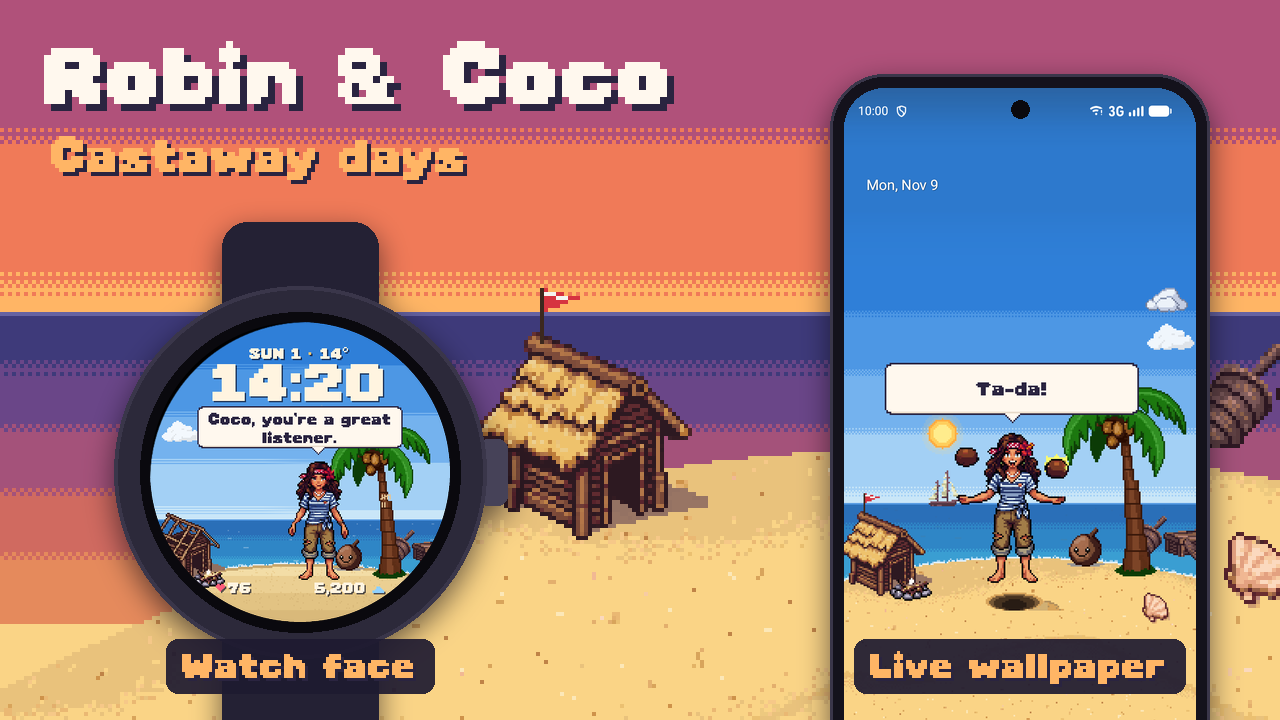 Robin & Coco
Castaway days
SUN 1 · 14°
14:20
Coco, you're a great
listener.
75
5,200
Watch face
10:00
3G
Mon, Nov 9
Ta-da!
Live wallpaper